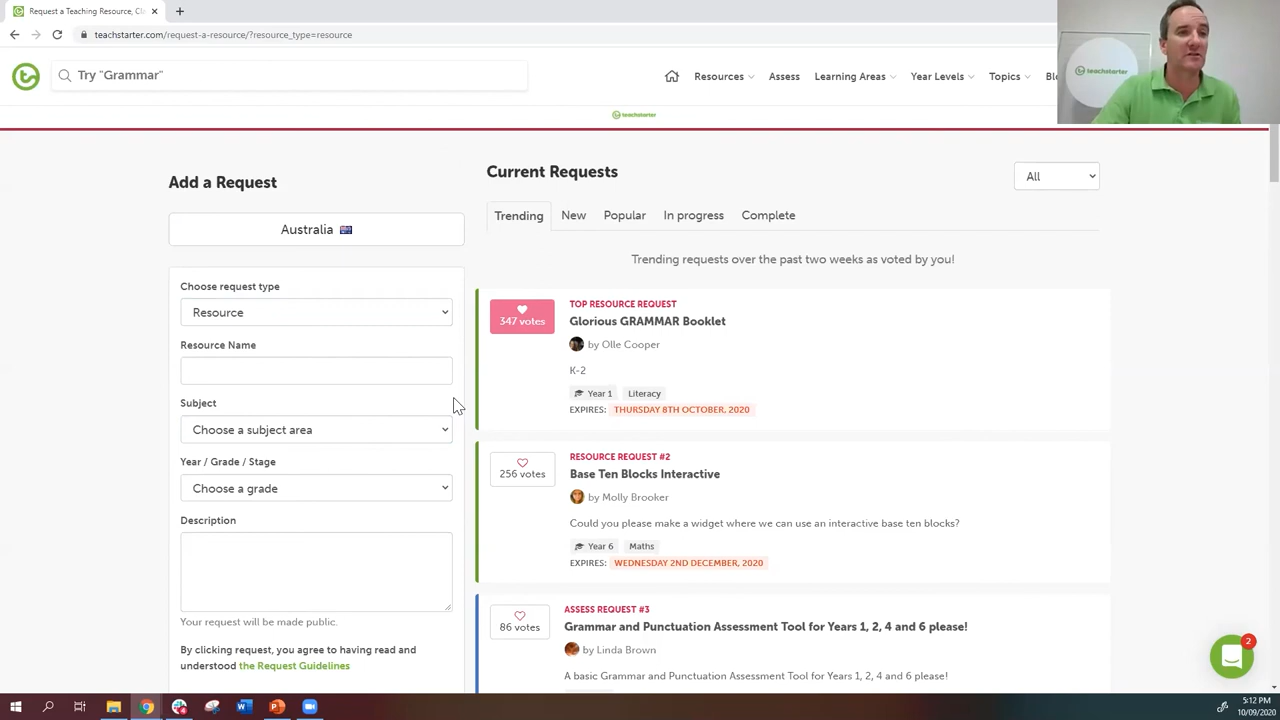 Request a Teaching Resource, Cl
teachstarter.com/request-a-resource/?resource_type=resource
Try "Grammar"
Resources
Assess
Learning Areas
Year Levels
Topics
teachstarter
teachstarter
Add a Request
Australia
Choose request type
Resource
Resource Name
Subject
Choose a subject area
Year / Grade / Stage
Choose a grade
Description
Your request will be made public.
By clicking request, you agree to having read and
understood the Request Guidelines
Current Requests
All
Trending
New
Popular
In progress
Complete
Trending requests over the past two weeks as voted by you!
347 votes
TOP RESOURCE REQUEST
Glorious GRAMMAR Booklet
by Olle Cooper
K-2
Year 1
Literacy
EXPIRES: THURSDAY 8TH OCTOBER, 2020
256 votes
RESOURCE REQUEST #2
Base Ten Blocks Interactive
by Molly Brooker
Could you please make a widget where we can use an interactive base ten blocks?
Year 6
Maths
EXPIRES: WEDNESDAY 2ND DECEMBER, 2020
86 votes
ASSESS REQUEST #3
Grammar and Punctuation Assessment Tool for Years 1, 2, 4 and 6 please!
by Linda Brown
A basic Grammar and Punctuation Assessment Tool for Years 1, 2, 4 and 6 please!
2
5:12 PM
10/09/2020